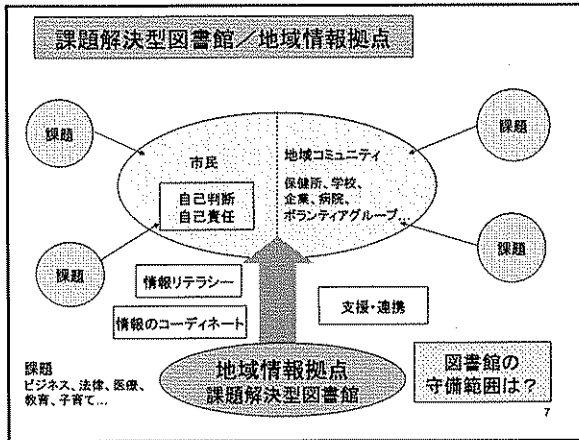 課題解決型図書館／地域情報拠点
課題
課題
市民
地域コミュニティ
保健所、学校、
企業、病院、
ボランティアグループ...
自己判断
自己責任
課題
課題
情報リテラシー
情報のコーディネート
支援・連携
地域情報拠点
課題解決型図書館
図書館の
守備範囲は？
課題
ビジネス、法律、医療、
教育、子育て...
7